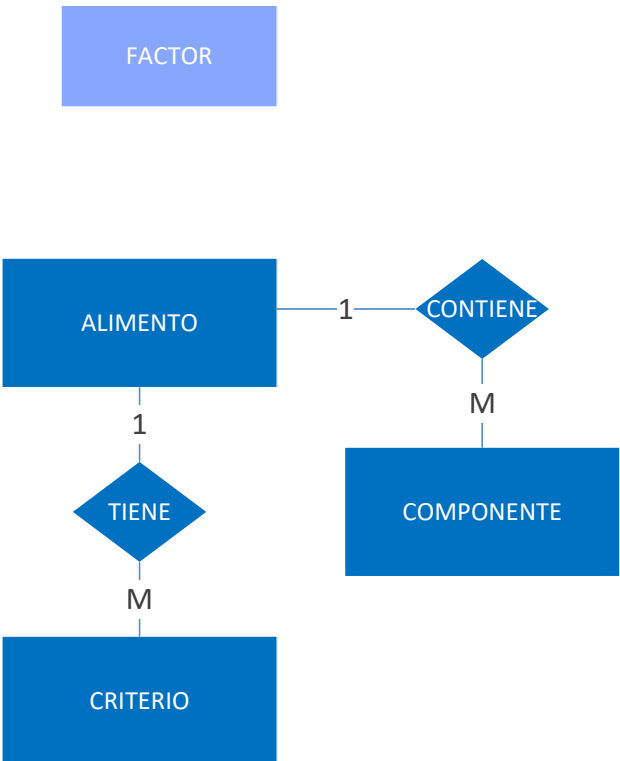 FACTOR
ALIMENTO
1
CONTIENE
M
COMPONENTE
1
TIENE
M
CRITERIO